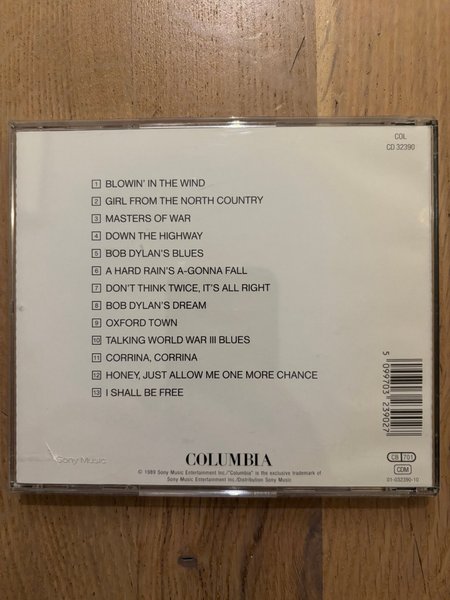 COL
CD 32390
1 BLOWIN' IN THE WIND
2 GIRL FROM THE NORTH COUNTRY
3 MASTERS OF WAR
4 DOWN THE HIGHWAY
5 BOB DYLAN'S BLUES
6 A HARD RAIN'S A-GONNA FALL
7 DON'T THINK TWICE, IT'S ALL RIGHT
8 BOB DYLAN'S DREAM
9 OXFORD TOWN
10 TALKING WORLD WAR III BLUES
11 CORRINA, CORRINA
12 HONEY, JUST ALLOW ME ONE MORE CHANCE
13 I SHALL BE FREE
5 099703 239027
Sony Music
COLUMBIA
© 1989 Sony Music Entertainment Inc./"Columbia" is the exclusive trademark of
Sony Music Entertainment Inc./Distribution Sony Music
CB 701
CDM
01-032390-10